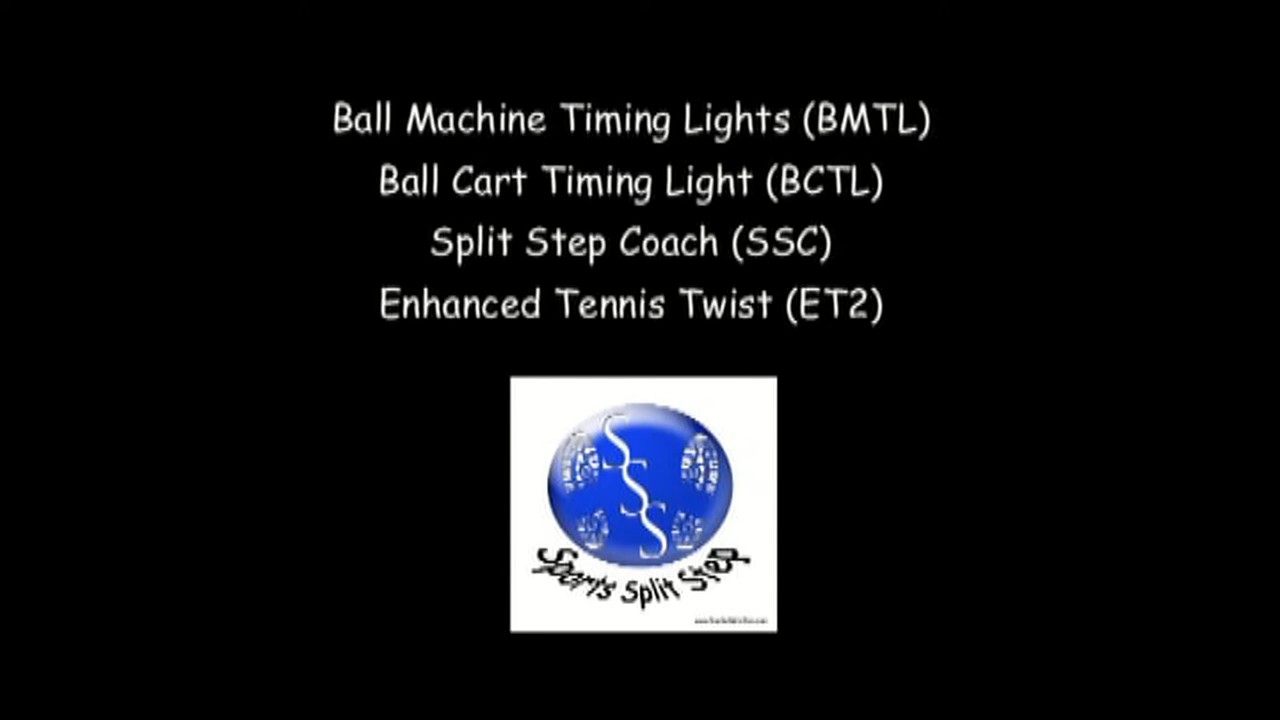 Ball Machine Timing Lights (BMTL)
Ball Cart Timing Light (BCTL)
Split Step Coach (SSC)
Enhanced Tennis Twist (ET2)
S
S
S
Sports Split Step